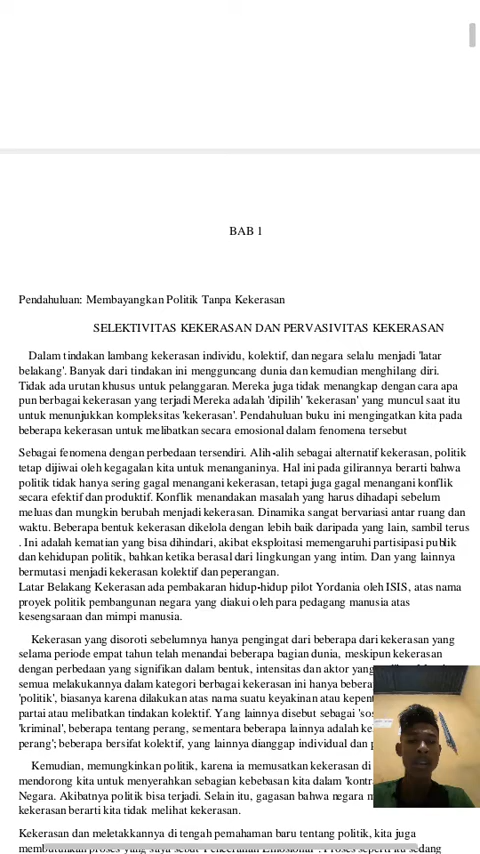 BAB 1
Pendahuluan: Membayangkan Politik Tanpa Kekerasan
SELEKTIVITAS KEKERASAN DAN PERVASIVITAS KEKERASAN
Dalam tindakan lambang kekerasan individu, kolektif, dan negara selalu menjadi 'latar
belakang'. Banyak dari tindakan ini mengguncang dunia dan kemudian menghilang diri.
Tidak ada urutan khusus untuk pelanggaran. Mereka juga tidak menangkap dengan cara apa
pun berbagai kekerasan yang terjadi Mereka adalah 'dipilih' 'kekerasan' yang muncul saat itu
untuk menunjukkan kompleksitas 'kekerasan'. Pendahuluan buku ini mengingatkan kita pada
beberapa kekerasan untuk melibatkan secara emosional dalam fenomena tersebut
Sebagai fenomena dengan perbedaan tersendiri. Alih-alih sebagai alternatif kekerasan, politik
tetap dijiwai oleh kegagalan kita untuk menanganinya. Hal ini pada gilirannya berarti bahwa
politik tidak hanya sering gagal menangani kekerasan, tetapi juga gagal menangani konflik
secara efektif dan produktif. Konflik menandakan masalah yang harus dihadapi sebelum
meluas dan mungkin berubah menjadi kekerasan. Dinamika sangat bervariasi antar ruang dan
waktu. Beberapa bentuk kekerasan dikelola dengan lebih baik daripada yang lain, sambil terus
. Ini adalah kematian yang bisa dihindari, akibat eksploitasi memengaruhi partisipasi publik
dan kehidupan politik, bahkan ketika berasal dari lingkungan yang intim. Dan yang lainnya
bermutasi menjadi kekerasan kolektif dan peperangan.
Latar Belakang Kekerasan ada pembakaran hidup-hidup pilot Yordania oleh ISIS, atas nama
proyek politik pembangunan negara yang diakui oleh para pedagang manusia atas
kesengsaraan dan mimpi manusia.
Kekerasan yang disoroti sebelumnya hanya pengingat dari beberapa dari kekerasan yang
selama periode empat tahun telah menandai beberapa bagian dunia, meskipun kekerasan
dengan perbedaan yang signifikan dalam bentuk, intensitas dan aktor yang
semua melakukannya dalam kategori berbagai kekerasan ini hanya
'politik', biasanya karena dilakukan atas nama suatu keyakinan atau
partai atau melibatkan tindakan kolektif. Yang lainnya disebut sebagai
'kriminal', beberapa tentang perang, sementara beberapa lainnya adalah
perang'; beberapa bersifat kolektif, yang lainnya dianggap individual dan
Kemudian, memungkinkan politik, karena ia memusatkan kekerasan di
mendorong kita untuk menyerahkan sebagian kebebasan kita dalam
Negara. Akibatnya politik bisa terjadi. Selain itu, gagasan bahwa negara
kekerasan berarti kita tidak melihat kekerasan.
Kekerasan dan meletakkannya di tengah pemahaman baru tentang politik, kita juga
membutuhkan proses yang saya sebut 'Pencerahan Emosional'. Proses seperti itu sedang